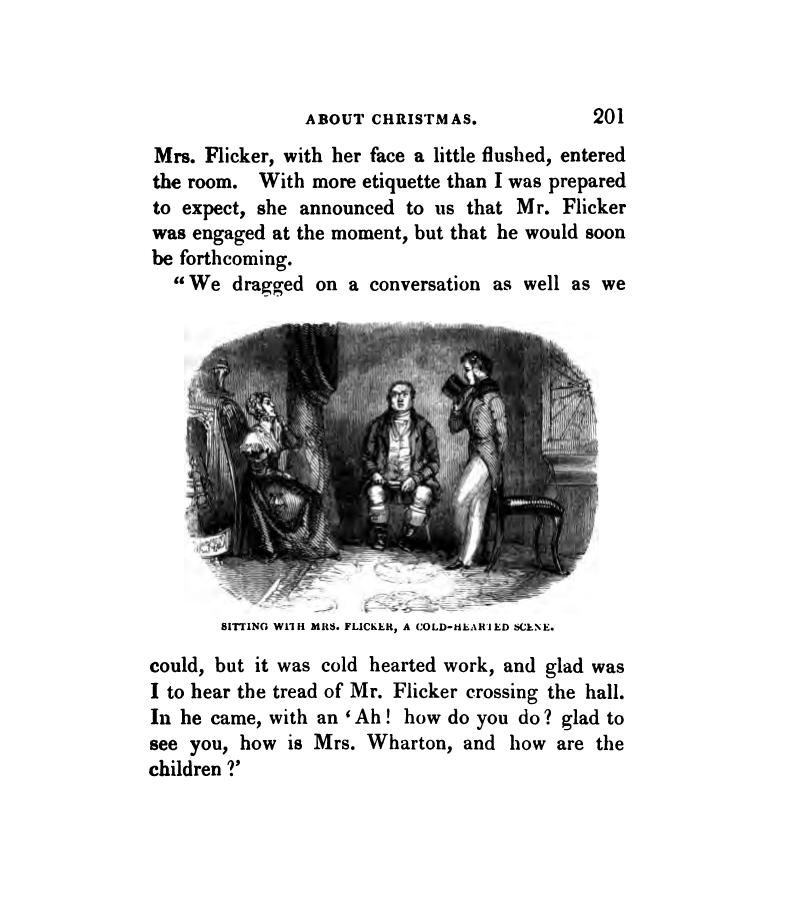 ABOUT CHRISTMAS. 201
Mrs. Flicker, with her face a little flushed, entered
the room. With more etiquette than I was prepared
to expect, she announced to us that Mr. Flicker
was engaged at the moment, but that he would soon
be forthcoming.
“We dragged on a conversation as well as we
SITTING WITH MRS. FLICKER, A COLD-HEARTED SCENE.
could, but it was cold hearted work, and glad was
I to hear the tread of Mr. Flicker crossing the hall.
In he came, with an ‘Ah! how do you do? glad to
see you, how is Mrs. Wharton, and how are the
children?’